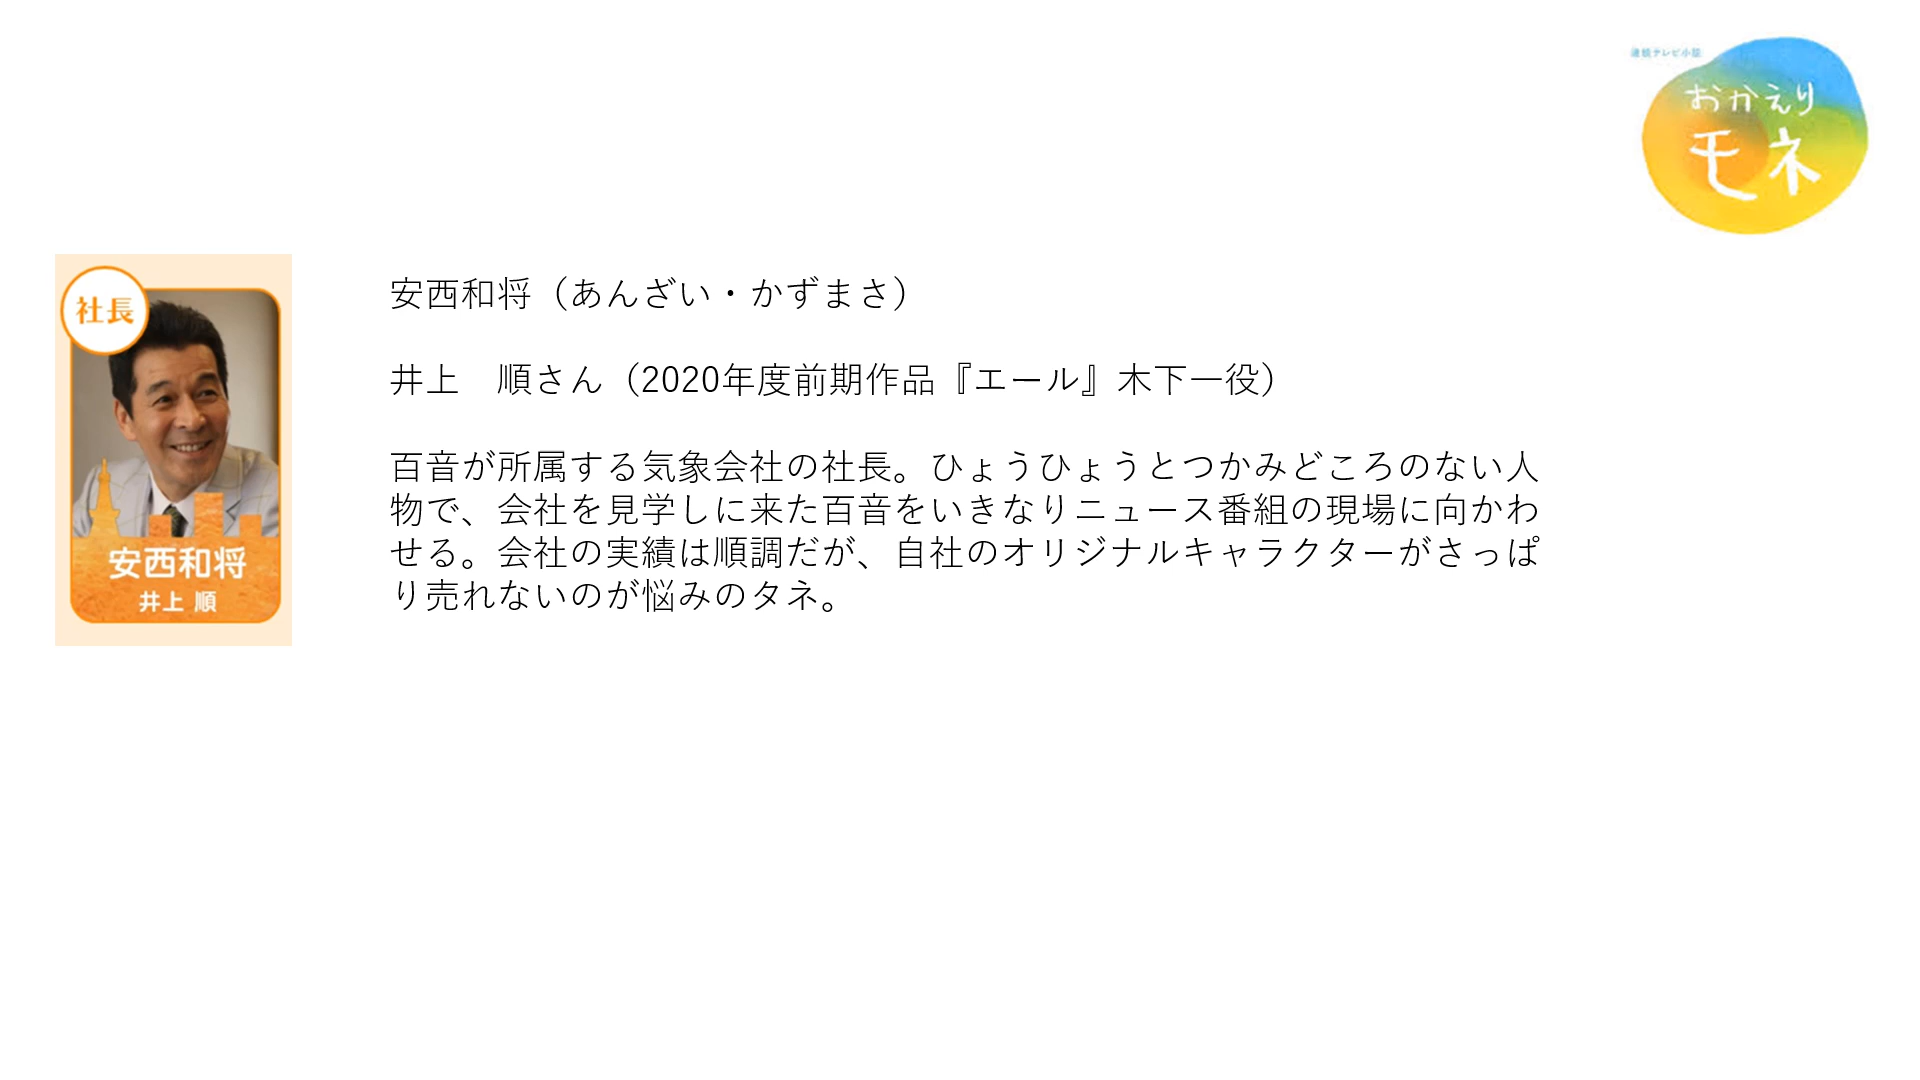 連続テレビ小説
おかえり
モネ
社長
安西和将
井上 順
安西和将（あんざい・かずまさ）
井上　順さん（2020年度前期作品『エール』木下一役）
百音が所属する気象会社の社長。ひょうひょうとつかみどころのない人
物で、会社を見学しに来た百音をいきなりニュース番組の現場に向かわ
せる。会社の実績は順調だが、自社のオリジナルキャラクターがさっぱ
り売れないのが悩みのタネ。